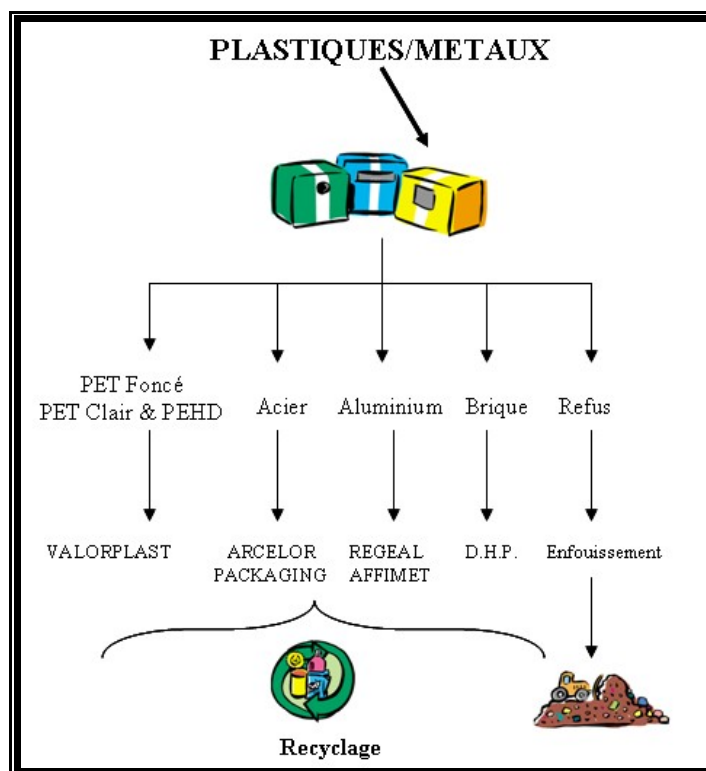 PLASTIQUES/METAUX
PET Foncé
PET Clair & PEHD
Acier
Aluminium
Brique
Refus
VALORPLAST
ARCELOR
PACKAGING
REGEAL
AFFIMET
D.H.P.
Enfouissement
Recyclage